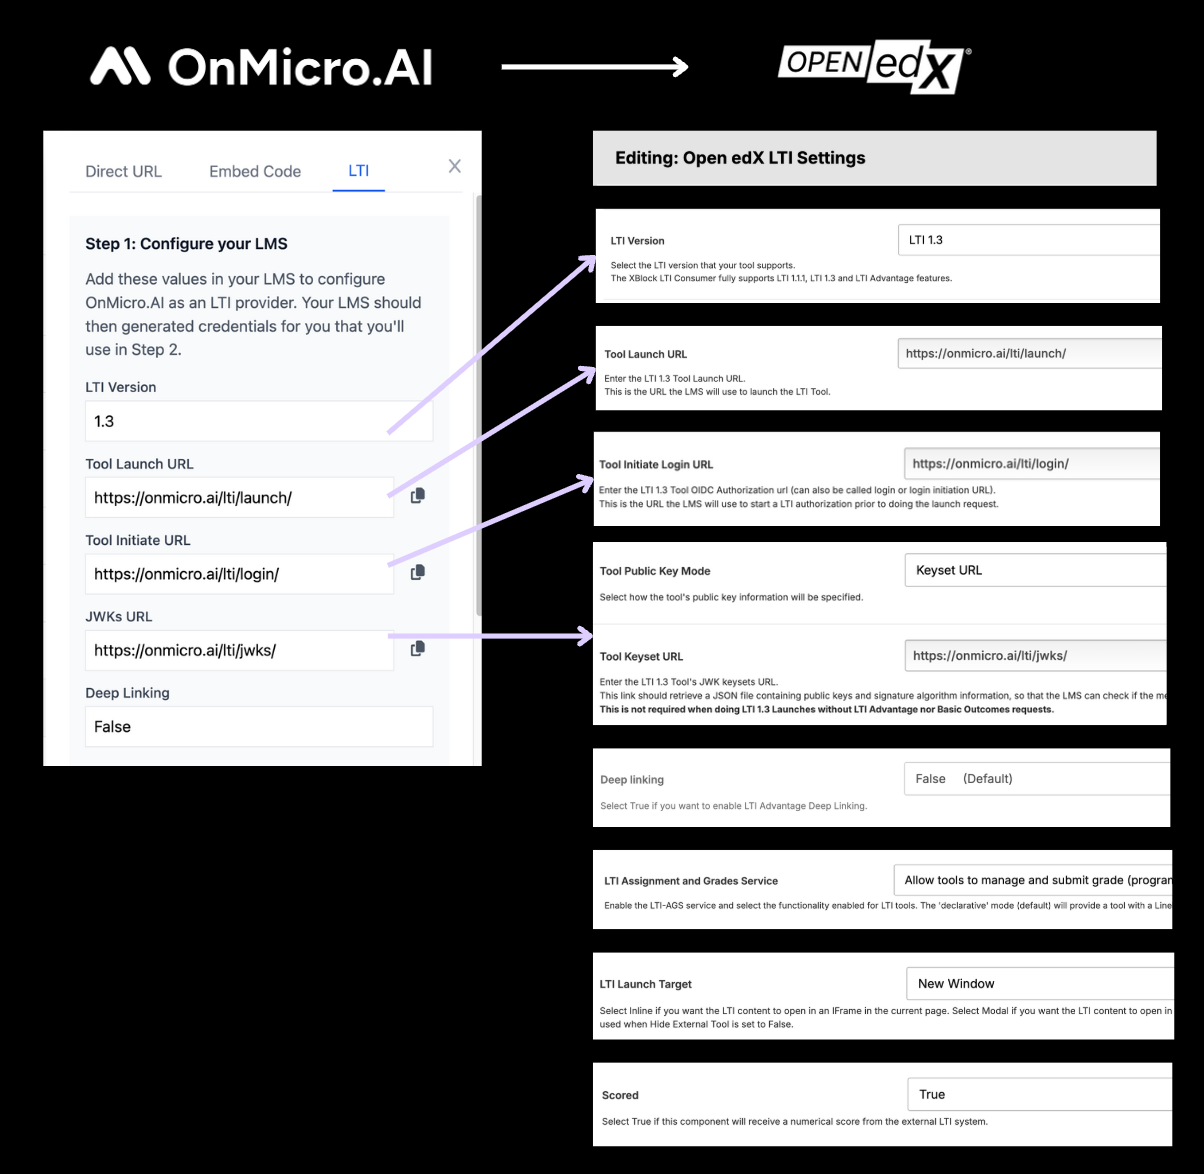 OnMicro.AI
OPEN edX®
Direct URL
Embed Code
LTI
X
Step 1: Configure your LMS
Add these values in your LMS to configure
OnMicro.AI as an LTI provider. Your LMS should
then generated credentials for you that you'll
use in Step 2.
LTI Version
1.3
Tool Launch URL
https://onmicro.ai/lti/launch/
Tool Initiate URL
https://onmicro.ai/lti/login/
JWKs URL
https://onmicro.ai/lti/jwks/
Deep Linking
False
Editing: Open edX LTI Settings
LTI Version
LTI 1.3
Select the LTI version that your tool supports.
The XBlock LTI Consumer fully supports LTI 1.1.1, LTI 1.3 and LTI Advantage features.
Tool Launch URL
https://onmicro.ai/lti/launch/
Enter the LTI 1.3 Tool Launch URL.
This is the URL the LMS will use to launch the LTI Tool.
Tool Initiate Login URL
https://onmicro.ai/lti/login/
Enter the LTI 1.3 Tool OIDC Authorization url (can also be called login or login initiation URL).
This is the URL the LMS will use to start a LTI authorization prior to doing the launch request.
Tool Public Key Mode
Keyset URL
Select how the tool's public key information will be specified.
Tool Keyset URL
https://onmicro.ai/lti/jwks/
Enter the LTI 1.3 Tool's JWK keysets URL.
This link should retrieve a JSON file containing public keys and signature algorithm information, so that the LMS can check if the me
This is not required when doing LTI 1.3 Launches without LTI Advantage nor Basic Outcomes requests.
Deep linking
False (Default)
Select True if you want to enable LTI Advantage Deep Linking.
LTI Assignment and Grades Service
Allow tools to manage and submit grade (program
Enable the LTI-AGS service and select the functionality enabled for LTI tools. The 'declarative' mode (default) will provide a tool with a Line
LTI Launch Target
New Window
Select Inline if you want the LTI content to open in an IFrame in the current page. Select Modal if you want the LTI content to open in
used when Hide External Tool is set to False.
Scored
True
Select True if this component will receive a numerical score from the external LTI system.